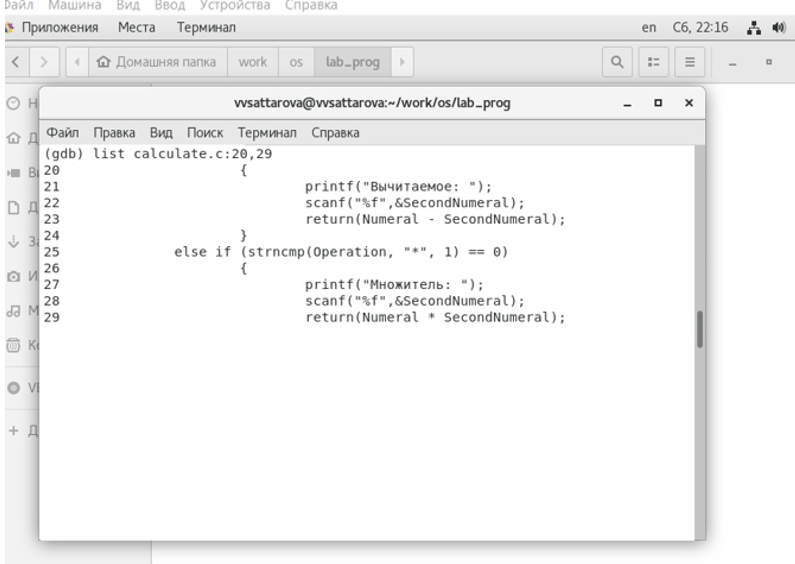 Файл Машина Вид Ввод Устройства Справка
Приложения Места Терминал en Сб, 22:16
Домашняя папка work os lab_prog
vvsattarova@vvsattarova:~/work/os/lab_prog
Файл Правка Вид Поиск Терминал Справка
(gdb) list calculate.c:20,29
20 {
21 printf("Вычитаемое: ");
22 scanf("%f",&SecondNumeral);
23 return(Numeral - SecondNumeral);
24 }
25 else if (strncmp(Operation, "*", 1) == 0)
26 {
27 printf("Множитель: ");
28 scanf("%f",&SecondNumeral);
29 return(Numeral * SecondNumeral);